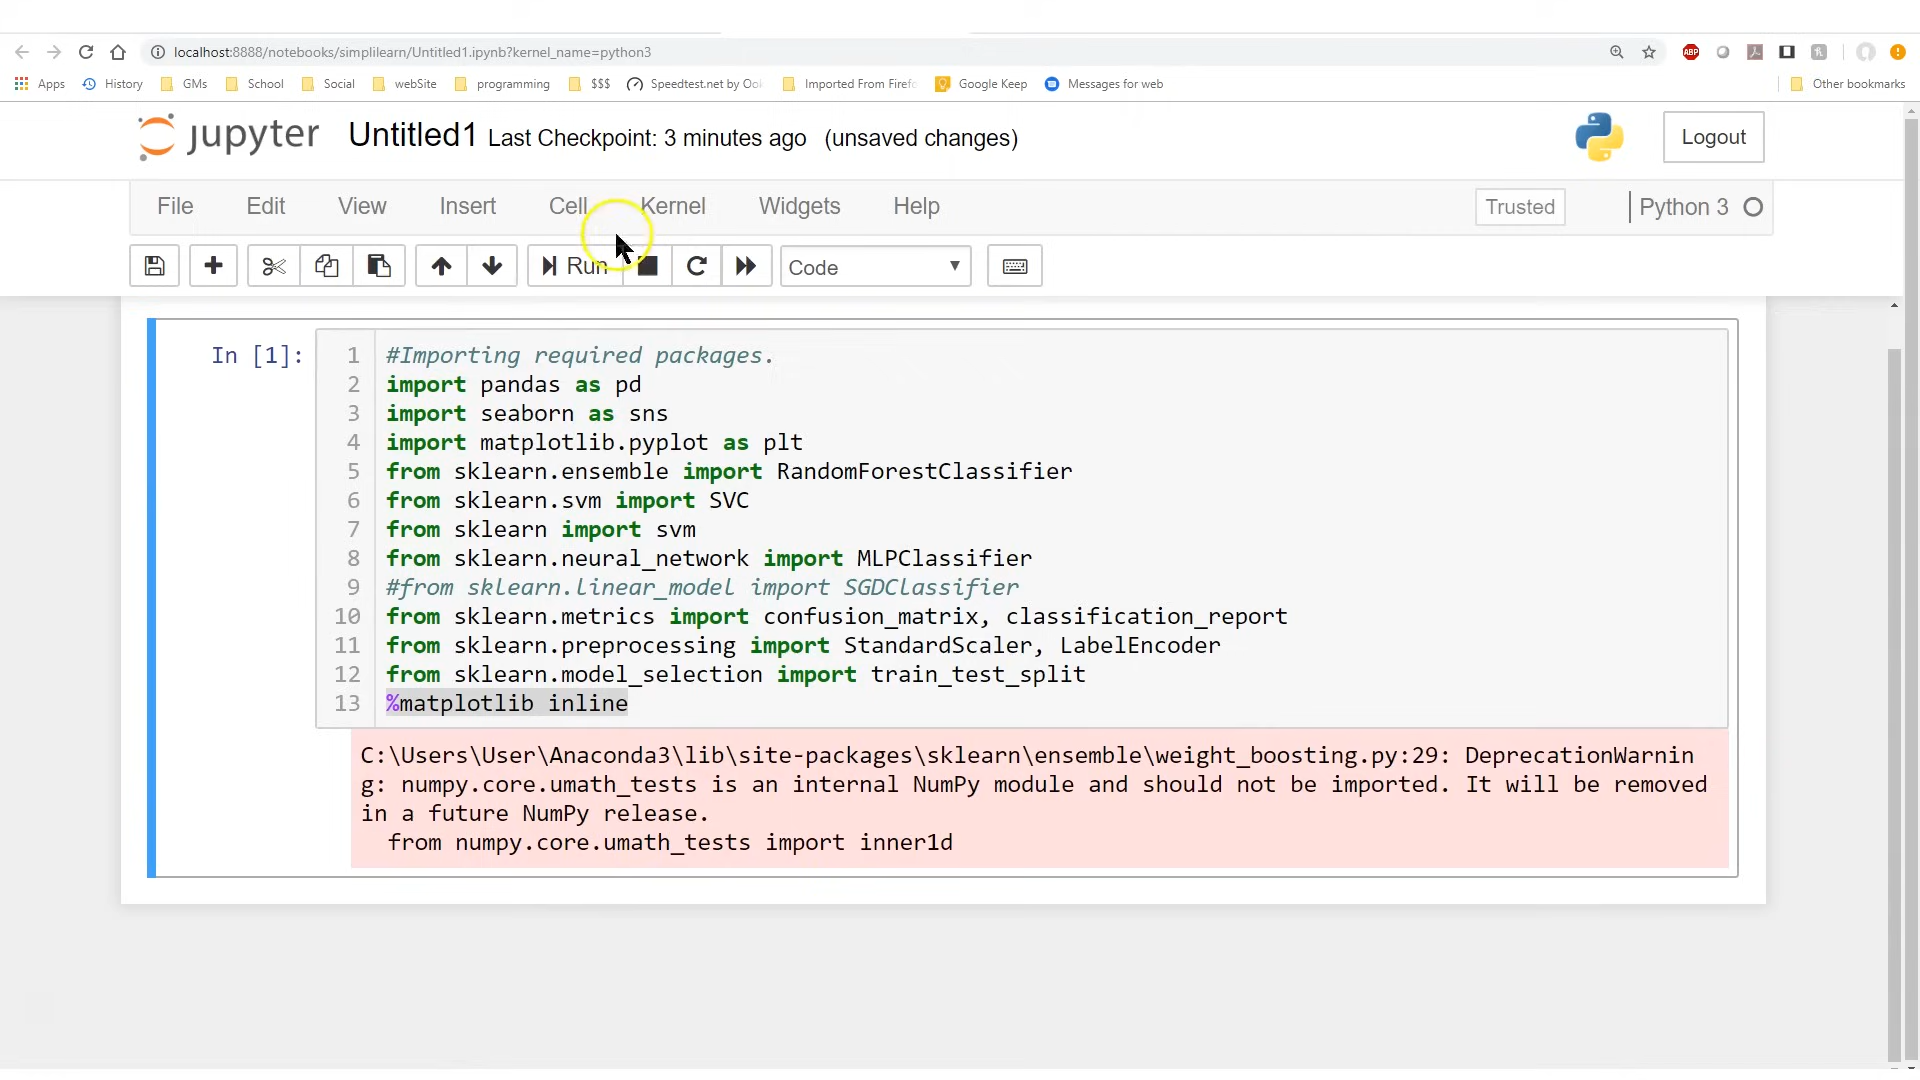 localhost:8888/notebooks/simplilearn/Untitled1.ipynb?kernel_name=python3
ABP
Apps History GMs School Social webSite programming $$$ Speedtest.net by Ook Imported From Firefo Google Keep Messages for web Other bookmarks
jupyter Untitled1 Last Checkpoint: 3 minutes ago (unsaved changes) Logout
File Edit View Insert Cell Kernel Widgets Help Trusted Python 3
Run Code
In [1]:
1 #Importing required packages.
2 import pandas as pd
3 import seaborn as sns
4 import matplotlib.pyplot as plt
5 from sklearn.ensemble import RandomForestClassifier
6 from sklearn.svm import SVC
7 from sklearn import svm
8 from sklearn.neural_network import MLPClassifier
9 #from sklearn.linear_model import SGDClassifier
10 from sklearn.metrics import confusion_matrix, classification_report
11 from sklearn.preprocessing import StandardScaler, LabelEncoder
12 from sklearn.model_selection import train_test_split
13 %matplotlib inline
C:\Users\User\Anaconda3\lib\site-packages\sklearn\ensemble\weight_boosting.py:29: DeprecationWarnin
g: numpy.core.umath_tests is an internal NumPy module and should not be imported. It will be removed
in a future NumPy release.
from numpy.core.umath_tests import inner1d